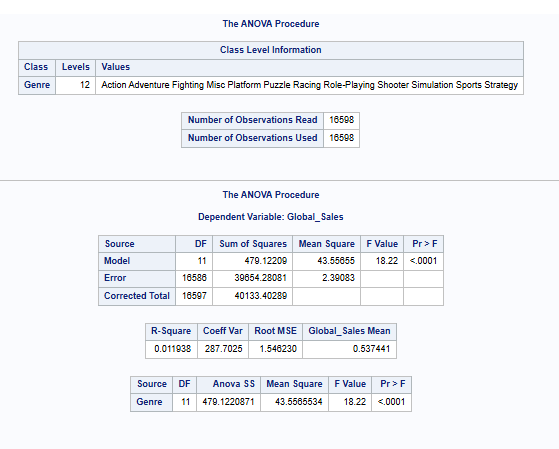 The ANOVA Procedure
Class Level Information
Class Levels Values
Genre 12 Action Adventure Fighting Misc Platform Puzzle Racing Role-Playing Shooter Simulation Sports Strategy
Number of Observations Read 16598
Number of Observations Used 16598
The ANOVA Procedure
Dependent Variable: Global_Sales
Source DF Sum of Squares Mean Square F Value Pr > F
Model 11 479.12209 43.55655 18.22 <.0001
Error 16586 39654.28081 2.39083
Corrected Total 16597 40133.40289
R-Square Coeff Var Root MSE Global_Sales Mean
0.011938 287.7025 1.546230 0.537441
Source DF Anova SS Mean Square F Value Pr > F
Genre 11 479.1220871 43.5565534 18.22 <.0001